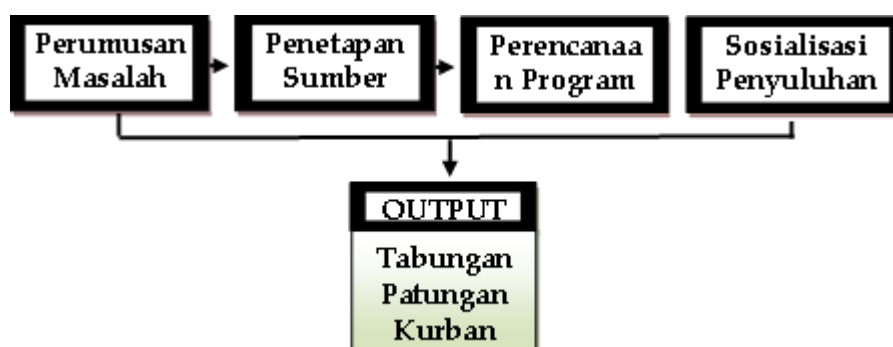 Perumusan
Masalah
Penetapan
Sumber
Perencanaa
n Program
Sosialisasi
Penyuluhan
OUTPUT
Tabungan
Patungan
Kurban